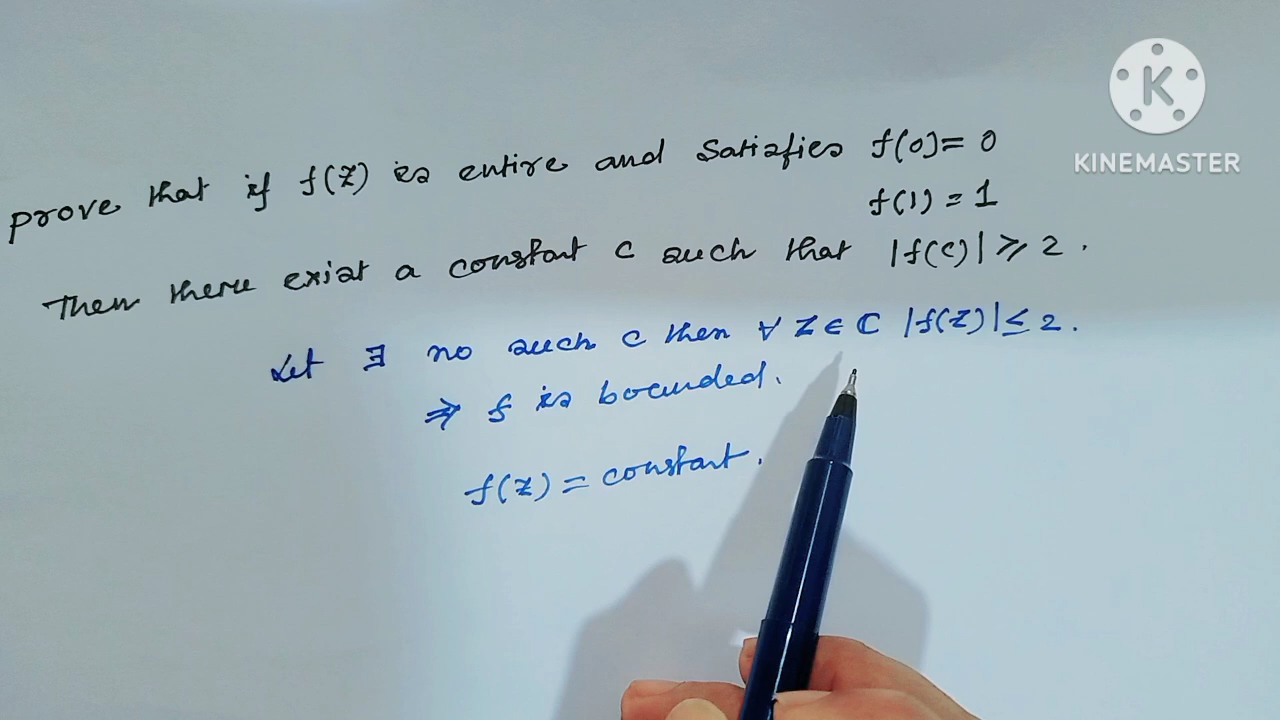 prove that if f(z) is entire and satisfies f(0) = 0
f(1) = 1
Then there exist a constant c such that |f(c)| ≥ 2 .
Let ∃ no such c then ∀ z ∈ ℂ |f(z)| ≤ 2 .
⇒ f is bounded.
f(z) = constant .
K
KINEMASTER